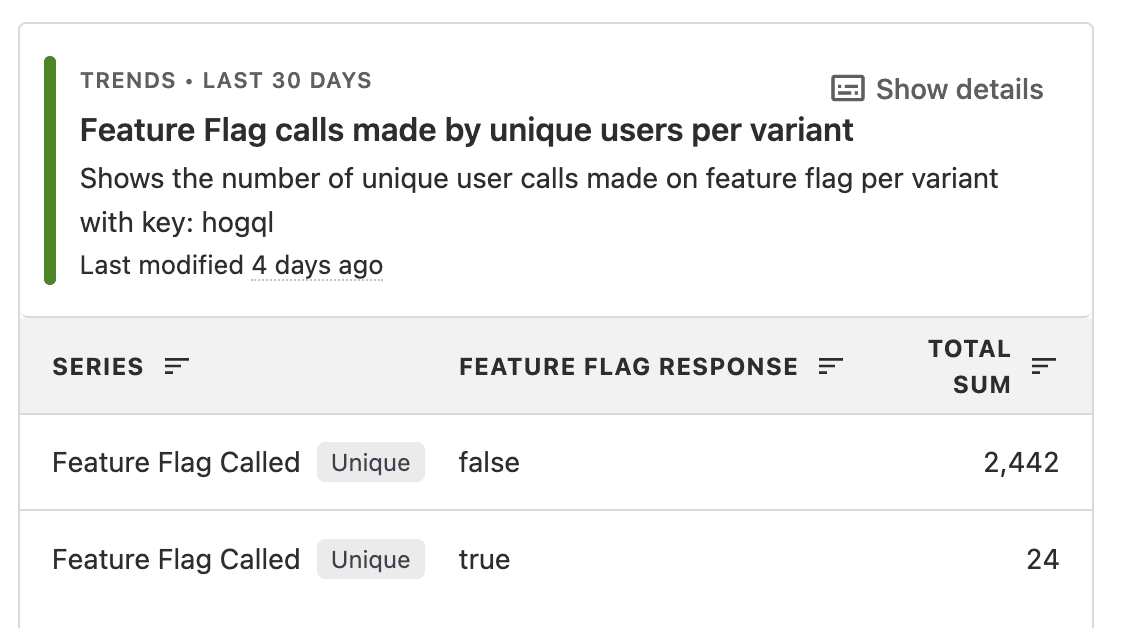 TRENDS • LAST 30 DAYS
Show details
Feature Flag calls made by unique users per variant
Shows the number of unique user calls made on feature flag per variant
with key: hogql
Last modified 4 days ago
SERIES FEATURE FLAG RESPONSE TOTAL
SUM
Feature Flag Called Unique false 2,442
Feature Flag Called Unique true 24